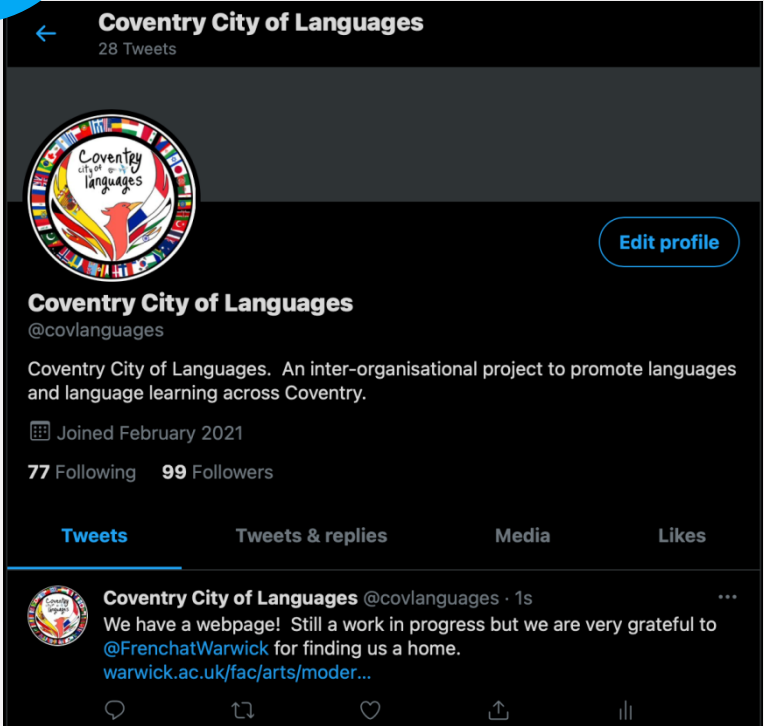 Coventry City of Languages
28 Tweets
Coventry
city of
languages
Edit profile
Coventry City of Languages
@covlanguages
Coventry City of Languages.  An inter-organisational project to promote languages
and language learning across Coventry.
Joined February 2021
77 Following 99 Followers
Tweets Tweets & replies Media Likes
Coventry City of Languages @covlanguages · 1s
We have a webpage!  Still a work in progress but we are very grateful to
@FrenchatWarwick for finding us a home.
warwick.ac.uk/fac/arts/moder...